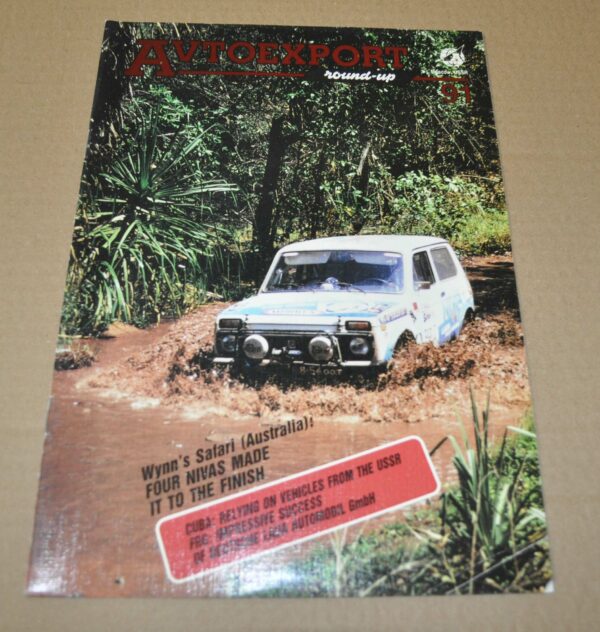 AVTOEXPORT
round-up
91
Wynn's Safari (Australia):
FOUR NIVAS MADE
IT TO THE FINISH
CUBA: RELYING ON VEHICLES FROM THE USSR
FRG: IMPRESSIVE SUCCESS
OF DEUTSCHE LADA AUTOMOBIL GmbH